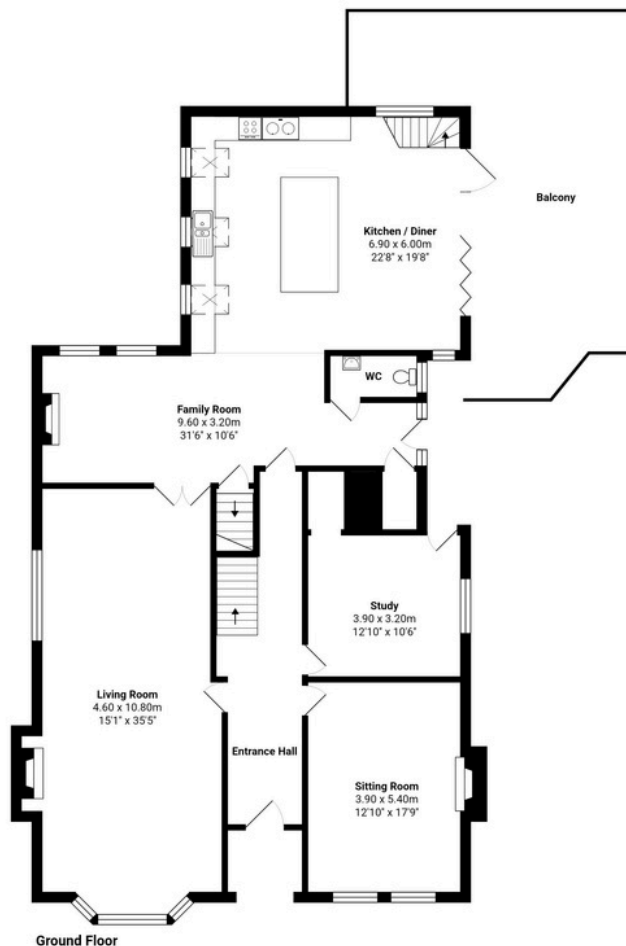 Kitchen / Diner
6.90 x 6.00m
22'8" x 19'8"
Balcony
WC
Family Room
9.60 x 3.20m
31'6" x 10'6"
Study
3.90 x 3.20m
12'10" x 10'6"
Living Room
4.60 x 10.80m
15'1" x 35'5"
Entrance Hall
Sitting Room
3.90 x 5.40m
12'10" x 17'9"
Ground Floor